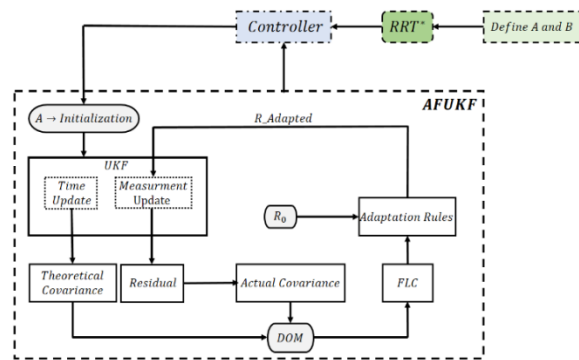 Controller
RRT*
Define A and B
AFUKF
A → Initialization
R_Adapted
UKF
Time
Update
Measurment
Update
R₀
Adaptation Rules
Theoretical
Covariance
Residual
Actual Covariance
FLC
DOM